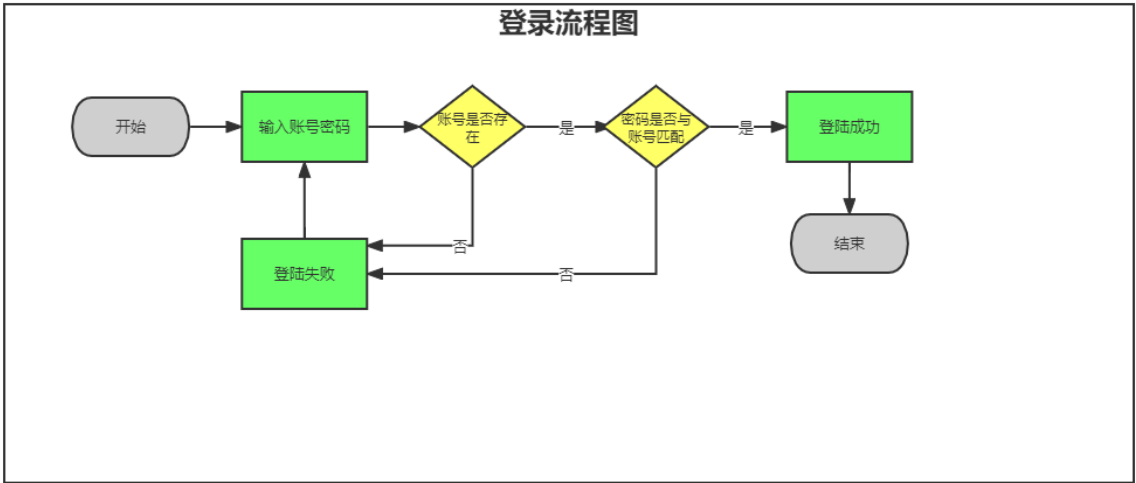 登录流程图
开始
输入账号密码
账号是否存
在
是
密码是否与
账号匹配
是
登陆成功
否
登陆失败
否
结束